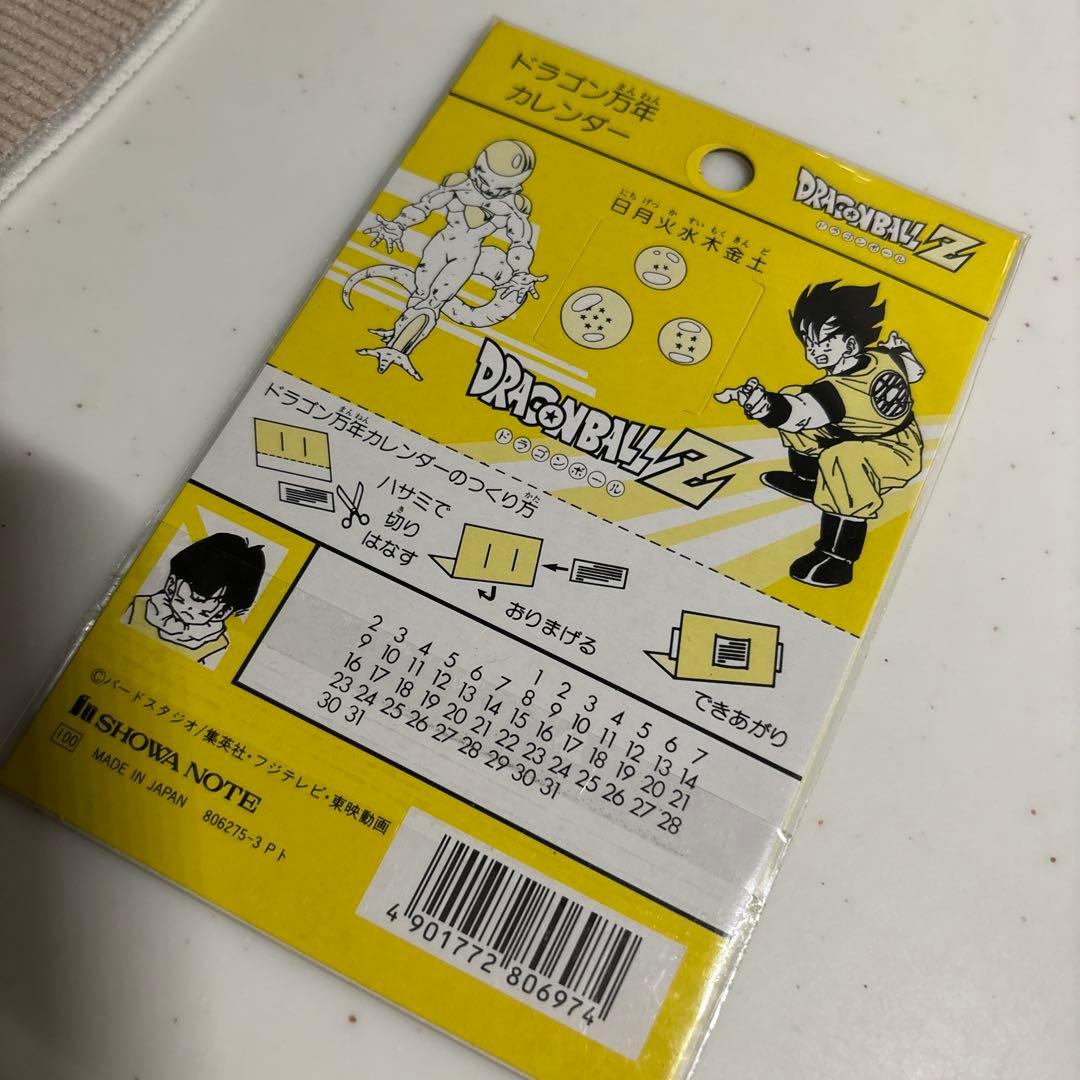 ドラゴン万年
まんねん
カレンダー
DRAGONBALL Z
ドラゴンボール
にち げつ か すい もく きん ど
日月火水木金土
DRAGONBALL Z
ドラゴンボール
ドラゴン万年カレンダーのつくり方
まんねん
かた
ハサミで
切り
き
はなす
おりまげる
できあがり
1 2 3 4 5 6 7
2 3 4 5 6 7 8 9 10 11 12 13 14
9 10 11 12 13 14 15 16 17 18 19 20 21
16 17 18 19 20 21 22 23 24 25 26 27 28
23 24 25 26 27 28 29 30 31
30 31
©バードスタジオ/集英社・フジテレビ・東映動画
SHOWA NOTE
100
MADE IN JAPAN
806275-3 Pト
4 901772 806974